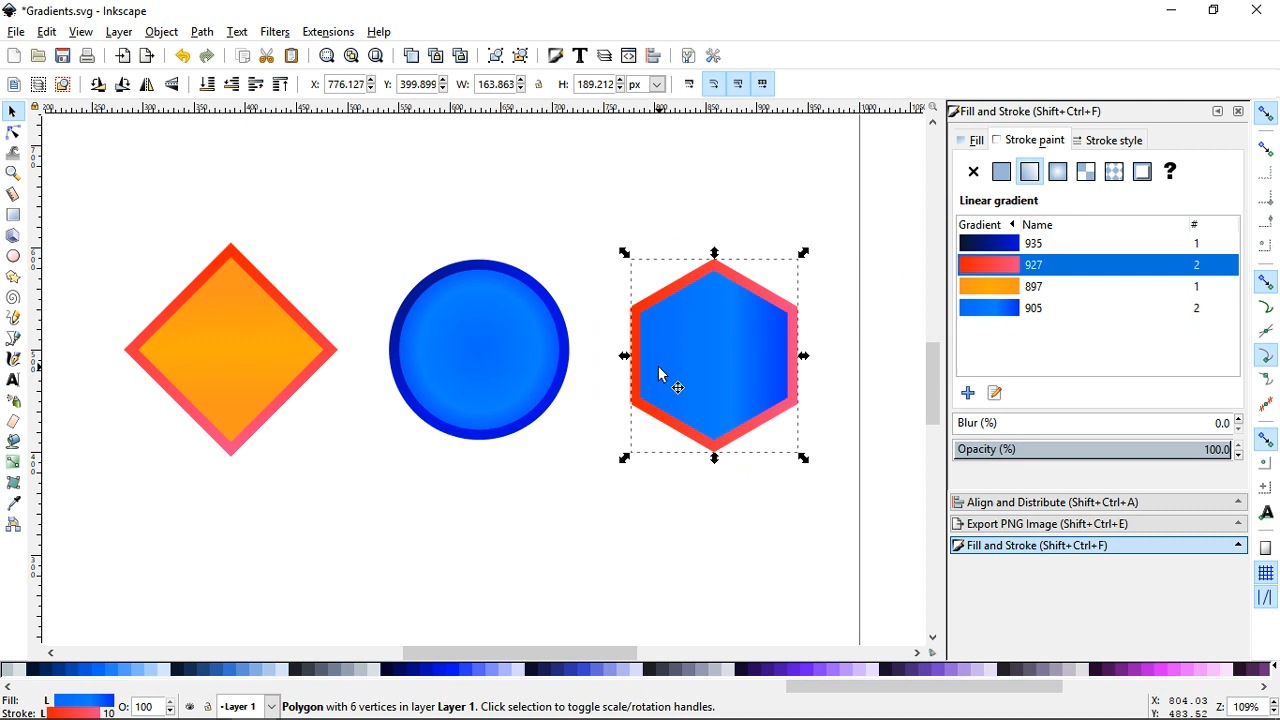 *Gradients.svg - Inkscape
File Edit View Layer Object Path Text Filters Extensions Help
X: 776.127 Y: 399.899 W: 163.863 H: 189.212 px
Fill and Stroke (Shift+Ctrl+F)
Fill Stroke paint Stroke style
?
Linear gradient
Gradient Name #
935 1
927 2
897 1
905 2
Blur (%) 0.0
Opacity (%) 100.0
Align and Distribute (Shift+Ctrl+A)
Export PNG Image (Shift+Ctrl+E)
Fill and Stroke (Shift+Ctrl+F)
Fill: L
Stroke: L 10
O: 100
Layer 1
Polygon with 6 vertices in layer Layer 1. Click selection to toggle scale/rotation handles.
X: 804.03
Y: 483.52
Z: 109%